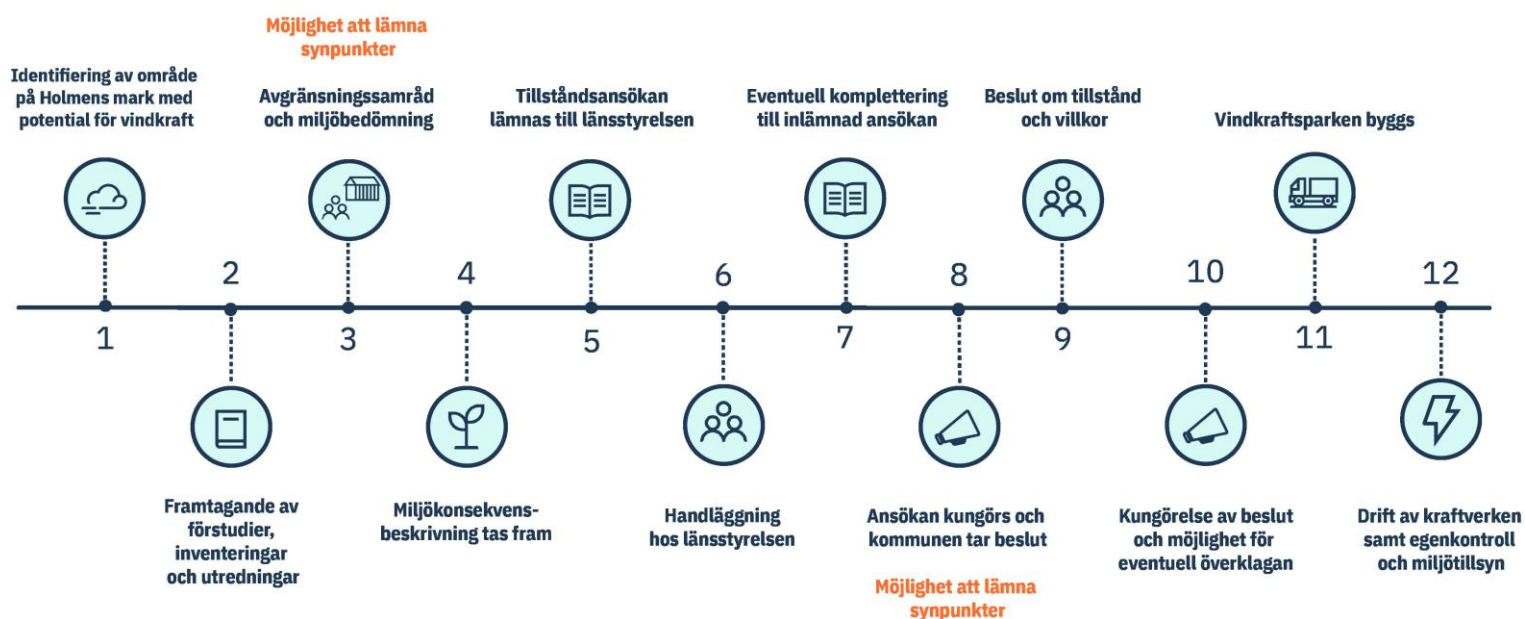 Möjlighet att lämna
synpunkter
Identifiering av område
på Holmens mark med
potential för vindkraft
Avgränsningssamråd
och miljöbedömning
Tillståndsansökan
lämnas till länsstyrelsen
Eventuell komplettering
till inlämnad ansökan
Beslut om tillstånd
och villkor
Vindkraftsparken byggs
2
4
6
8
10
12
1
3
5
7
9
11
Framtagande av
förstudier,
inventeringar
och utredningar
Miljökonsekvens-
beskrivning tas fram
Handläggning
hos länsstyrelsen
Ansökan kungörs och
kommunen tar beslut
Möjlighet att lämna
synpunkter
Kungörelse av beslut
och möjlighet för
eventuell överklagan
Drift av kraftverken
samt egenkontroll
och miljötillsyn